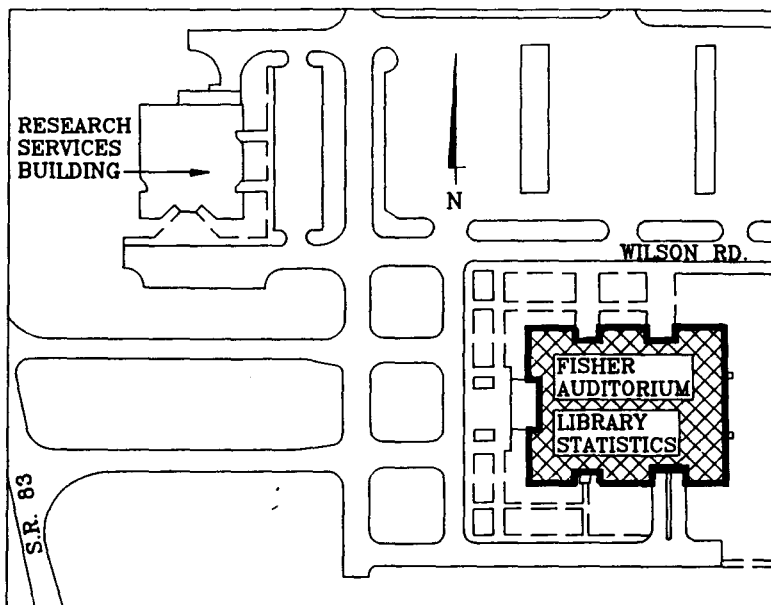 RESEARCH
SERVICES
BUILDING
N
WILSON RD.
FISHER
AUDITORIUM
LIBRARY
STATISTICS
S.R. 83